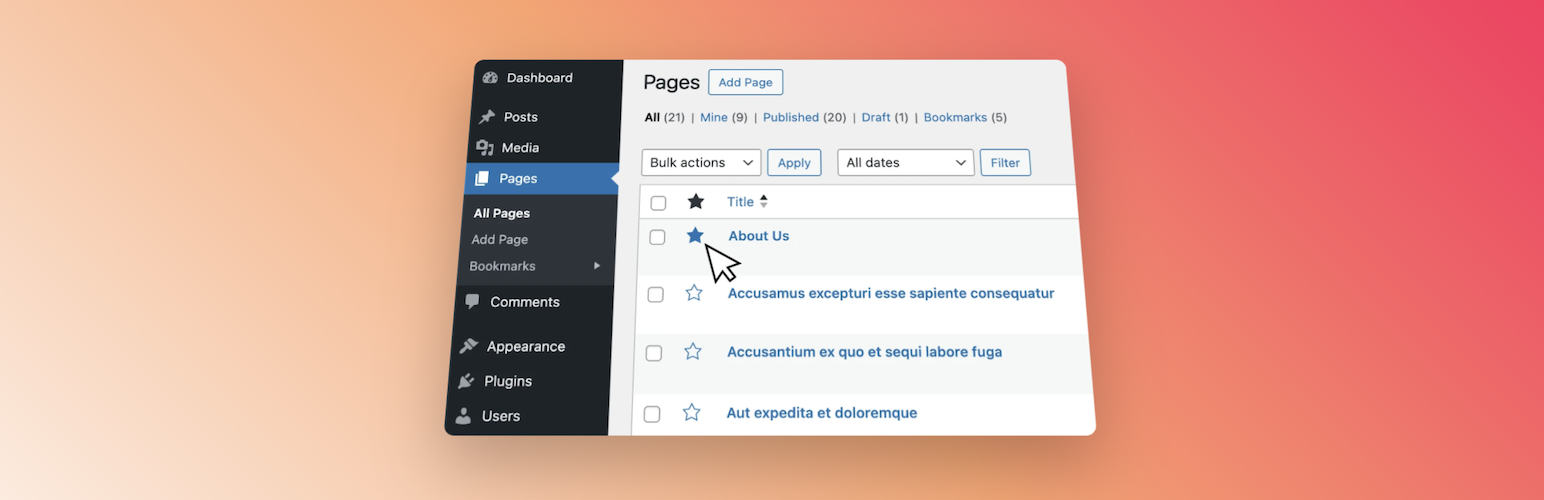 Dashboard
Posts
Media
Pages
All Pages
Add Page
Bookmarks
Comments
Appearance
Plugins
Users
Pages Add Page
All (21) | Mine (9) | Published (20) | Draft (1) | Bookmarks (5)
Bulk actions Apply All dates Filter
Title
About Us
Accusamus excepturi esse sapiente consequatur
Accusantium ex quo et sequi labore fuga
Aut expedita et doloremque